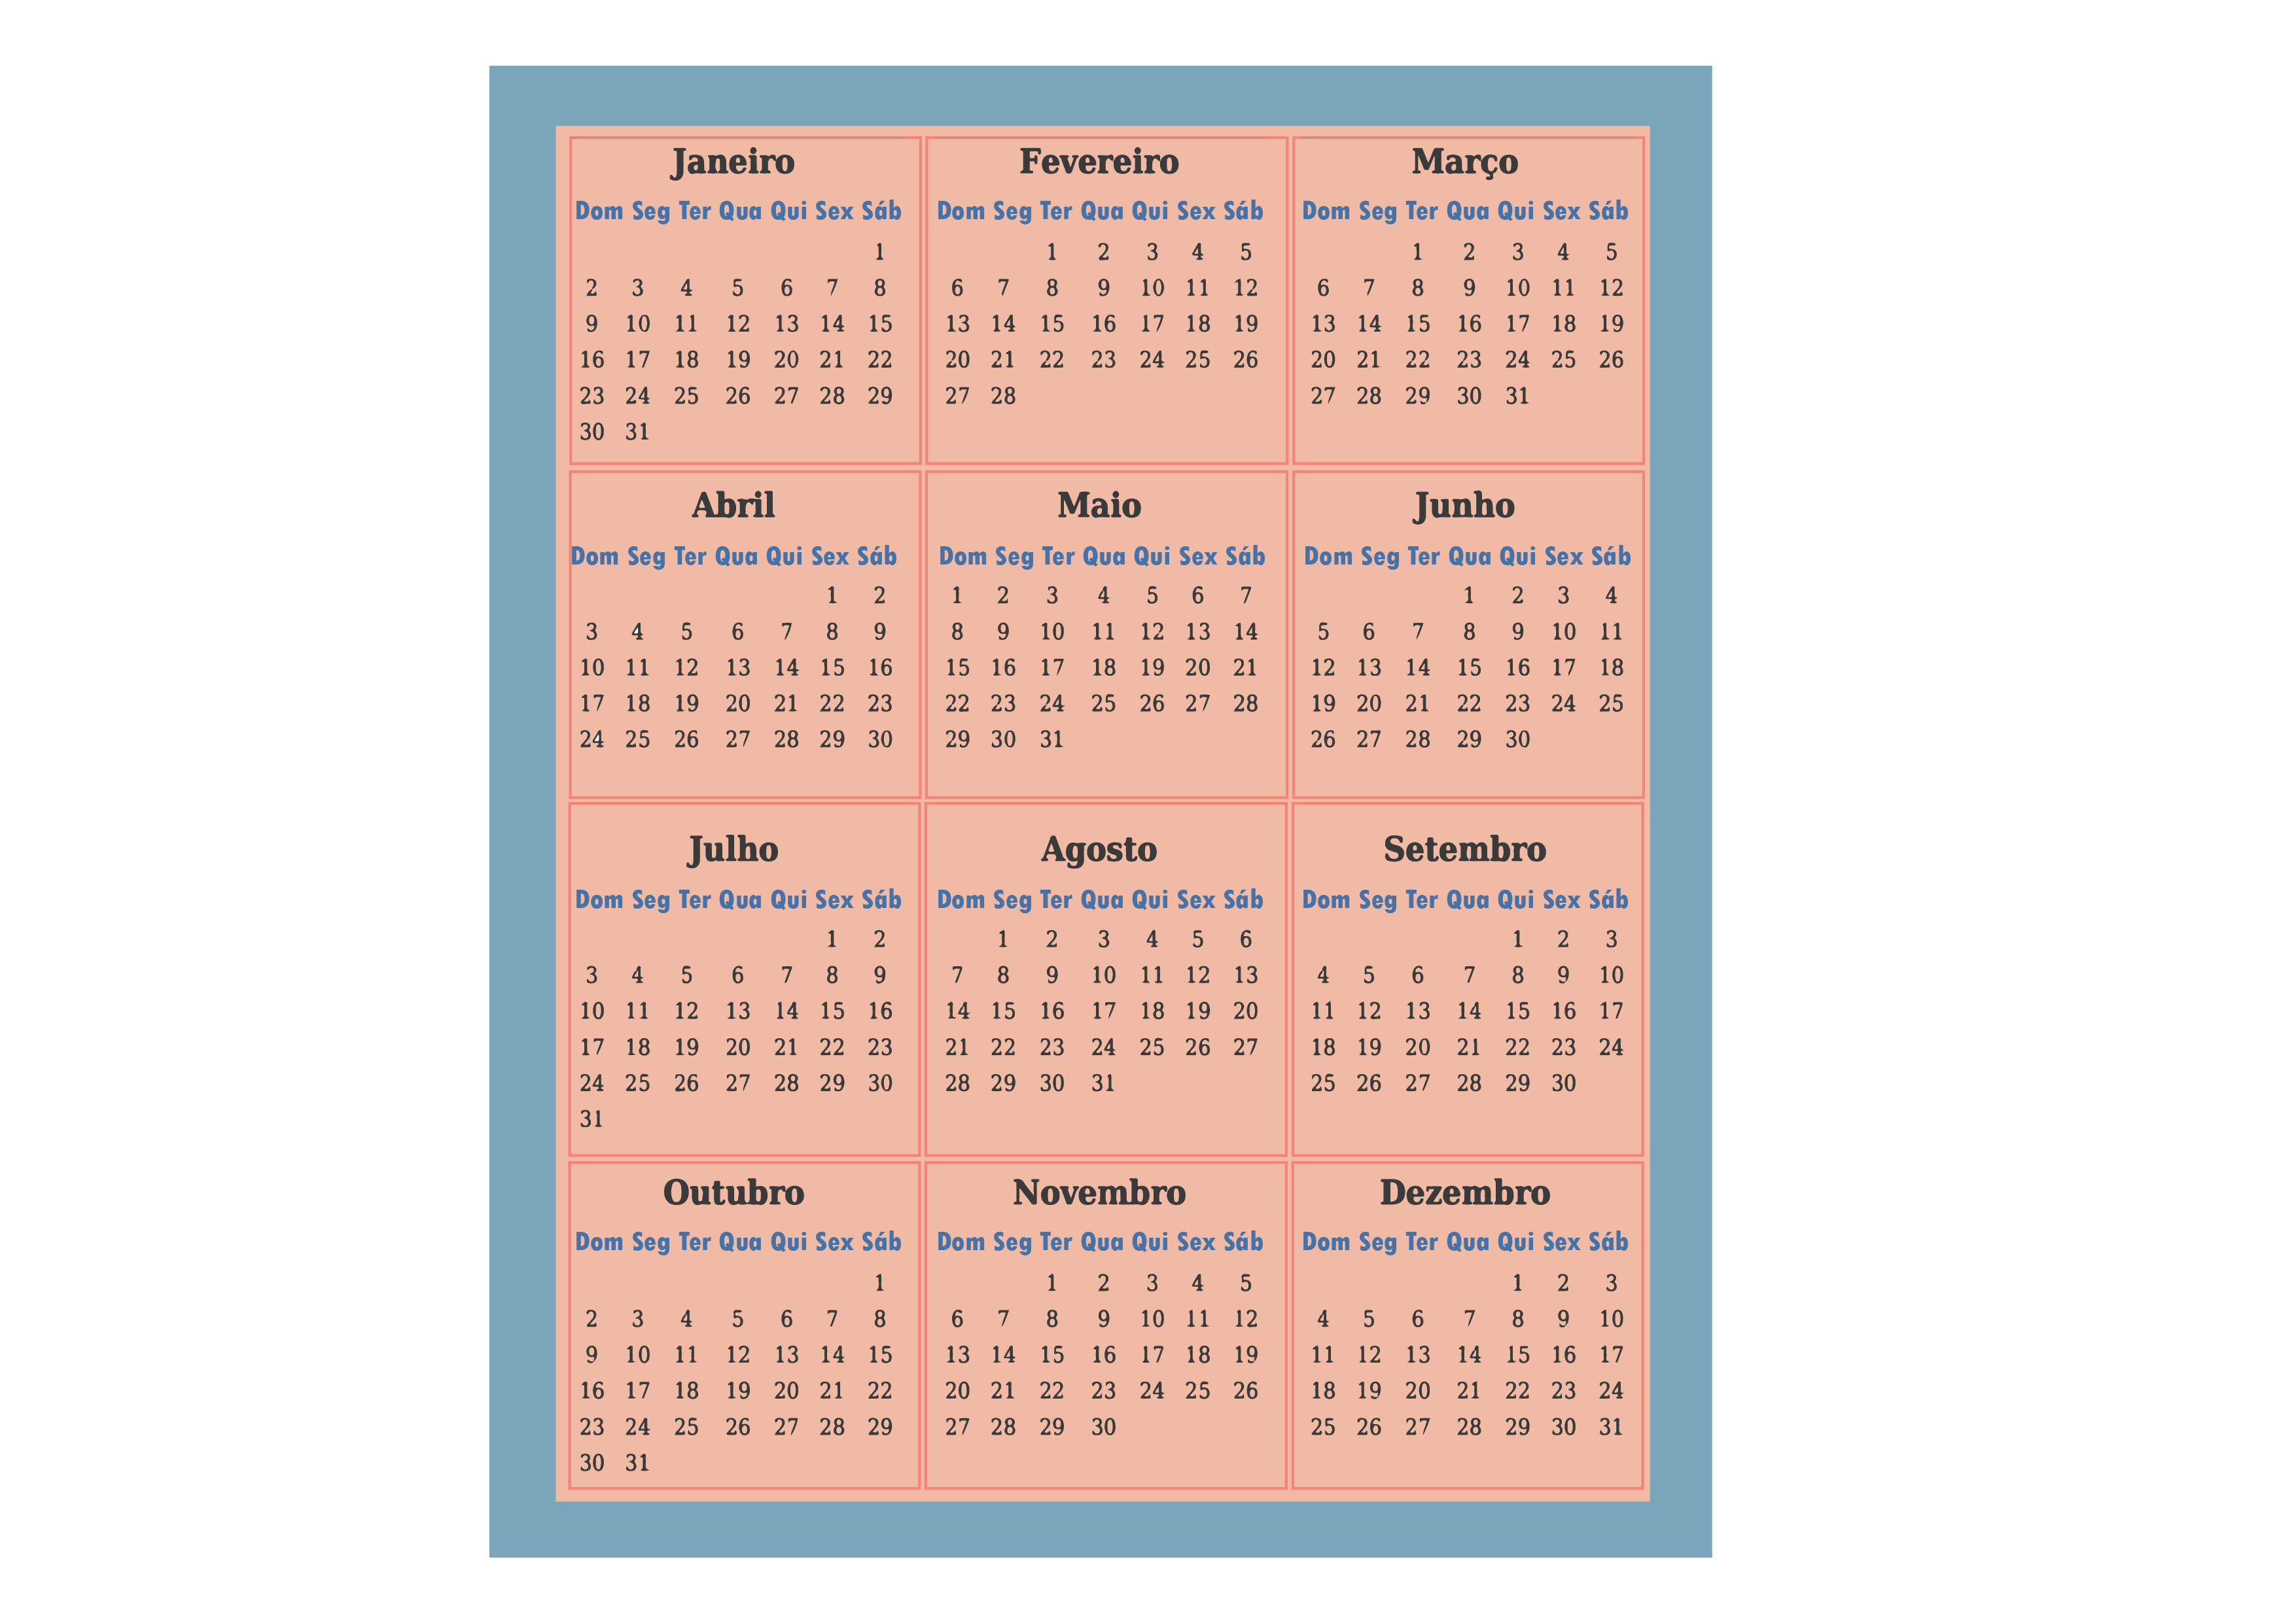 Janeiro
Dom Seg Ter Qua Qui Sex Sáb
1
2 3 4 5 6 7 8
9 10 11 12 13 14 15
16 17 18 19 20 21 22
23 24 25 26 27 28 29
30 31
Fevereiro
Dom Seg Ter Qua Qui Sex Sáb
1 2 3 4 5
6 7 8 9 10 11 12
13 14 15 16 17 18 19
20 21 22 23 24 25 26
27 28
Março
Dom Seg Ter Qua Qui Sex Sáb
1 2 3 4 5
6 7 8 9 10 11 12
13 14 15 16 17 18 19
20 21 22 23 24 25 26
27 28 29 30 31
Abril
Dom Seg Ter Qua Qui Sex Sáb
1 2
3 4 5 6 7 8 9
10 11 12 13 14 15 16
17 18 19 20 21 22 23
24 25 26 27 28 29 30
Maio
Dom Seg Ter Qua Qui Sex Sáb
1 2 3 4 5 6 7
8 9 10 11 12 13 14
15 16 17 18 19 20 21
22 23 24 25 26 27 28
29 30 31
Junho
Dom Seg Ter Qua Qui Sex Sáb
1 2 3 4
5 6 7 8 9 10 11
12 13 14 15 16 17 18
19 20 21 22 23 24 25
26 27 28 29 30
Julho
Dom Seg Ter Qua Qui Sex Sáb
1 2
3 4 5 6 7 8 9
10 11 12 13 14 15 16
17 18 19 20 21 22 23
24 25 26 27 28 29 30
31
Agosto
Dom Seg Ter Qua Qui Sex Sáb
1 2 3 4 5 6
7 8 9 10 11 12 13
14 15 16 17 18 19 20
21 22 23 24 25 26 27
28 29 30 31
Setembro
Dom Seg Ter Qua Qui Sex Sáb
1 2 3
4 5 6 7 8 9 10
11 12 13 14 15 16 17
18 19 20 21 22 23 24
25 26 27 28 29 30
Outubro
Dom Seg Ter Qua Qui Sex Sáb
1
2 3 4 5 6 7 8
9 10 11 12 13 14 15
16 17 18 19 20 21 22
23 24 25 26 27 28 29
30 31
Novembro
Dom Seg Ter Qua Qui Sex Sáb
1 2 3 4 5
6 7 8 9 10 11 12
13 14 15 16 17 18 19
20 21 22 23 24 25 26
27 28 29 30
Dezembro
Dom Seg Ter Qua Qui Sex Sáb
1 2 3
4 5 6 7 8 9 10
11 12 13 14 15 16 17
18 19 20 21 22 23 24
25 26 27 28 29 30 31